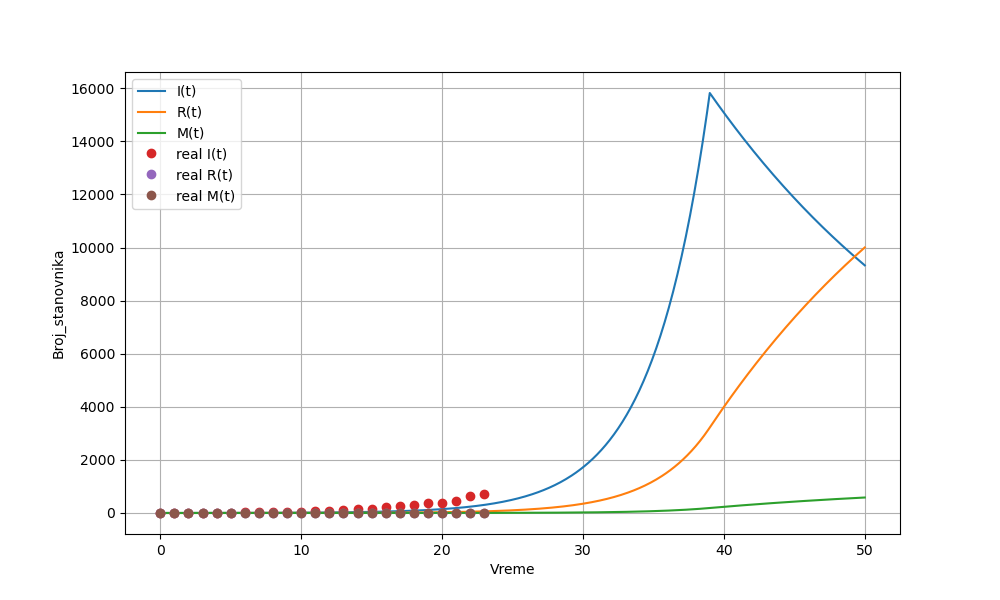 I(t)
R(t)
M(t)
real I(t)
real R(t)
real M(t)
16000
14000
12000
10000
8000
6000
4000
2000
0
Broj_stanovnika
0 10 20 30 40 50
Vreme